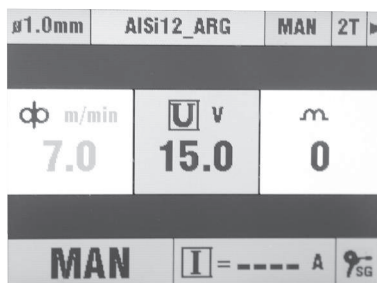 ø1.0mm AlSi12_ARG MAN 2T
m/min U V
7.0 15.0 0
MAN I = ---- A SG